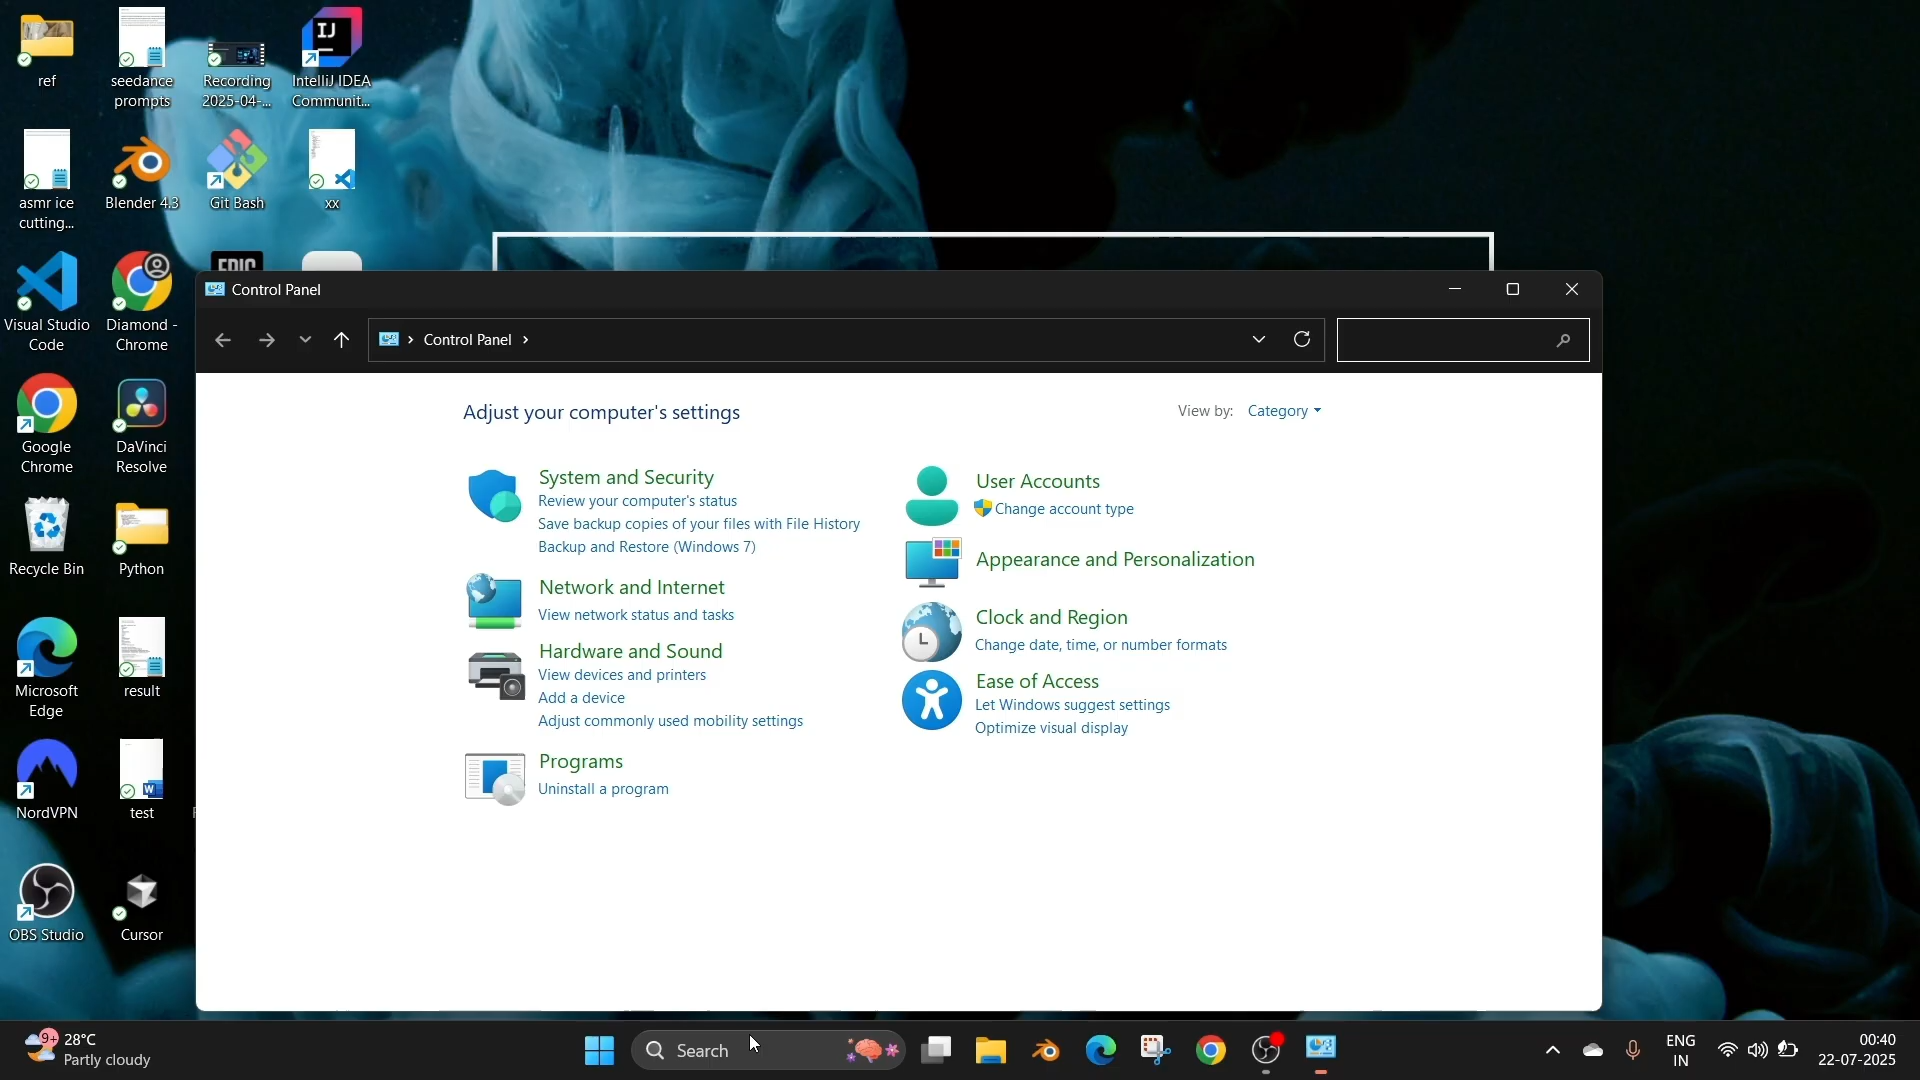 ref
seedance
prompts
Recording
2025-04-...
IntelliJ IDEA
Communit...
IJ
asmr ice
cutting...
Blender 4.3
Git Bash
xx
EPIC
Visual Studio
Code
Diamond -
Chrome
Google
Chrome
DaVinci
Resolve
Recycle Bin
Python
Microsoft
Edge
result
NordVPN
test
OBS Studio
Cursor
Control Panel
Control Panel
Adjust your computer's settings
View by: Category
System and Security
Review your computer's status
Save backup copies of your files with File History
Backup and Restore (Windows 7)
Network and Internet
View network status and tasks
Hardware and Sound
View devices and printers
Add a device
Adjust commonly used mobility settings
Programs
Uninstall a program
User Accounts
Change account type
Appearance and Personalization
Clock and Region
Change date, time, or number formats
Ease of Access
Let Windows suggest settings
Optimize visual display
9+
28°C
Partly cloudy
Search
ENG
IN
00:40
22-07-2025